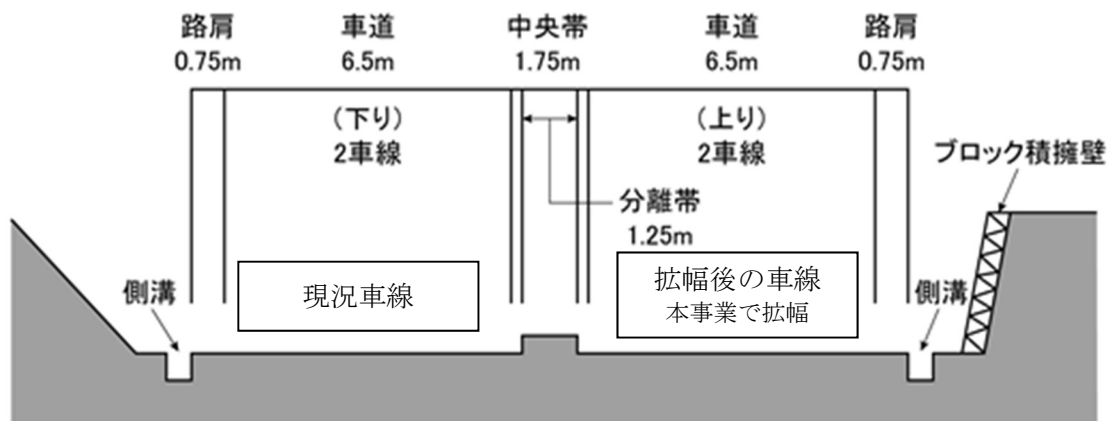 路肩
0.75m
車道
6.5m
中央帯
1.75m
車道
6.5m
路肩
0.75m
(下り)
2車線
(上り)
2車線
ブロック積擁壁
分離帯
1.25m
側溝
現況車線
拡幅後の車線
本事業で拡幅
側溝